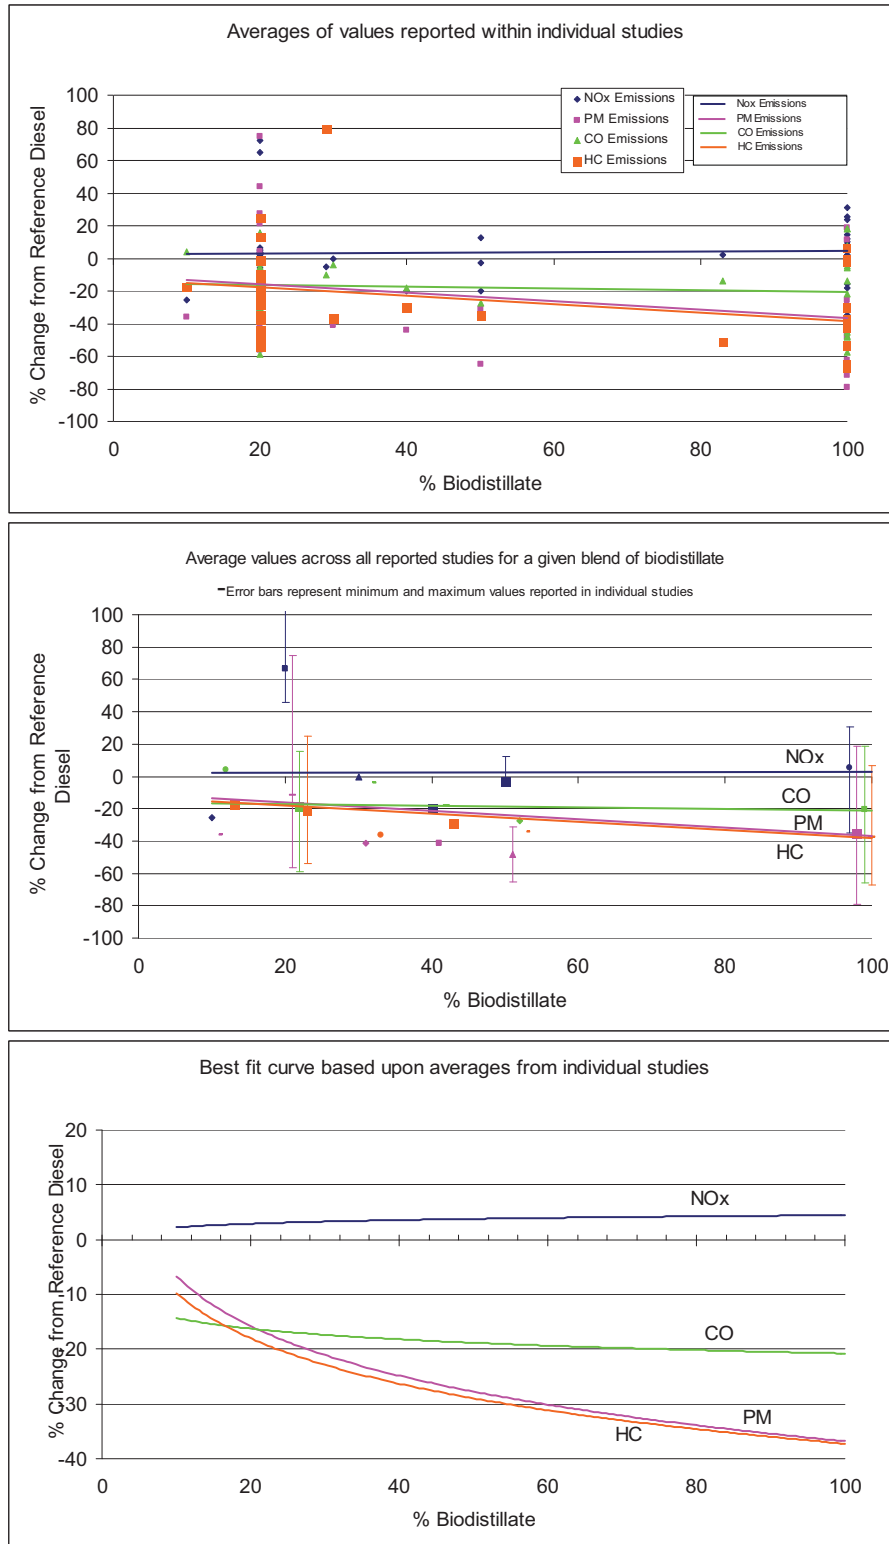 Averages of values reported within individual studies
NOx Emissions
PM Emissions
CO Emissions
HC Emissions
Nox Emissions
PM Emissions
CO Emissions
HC Emissions
% Change from Reference Diesel
100
80
60
40
20
0
-20
-40
-60
-80
-100
0 20 40 60 80 100
% Biodistillate
Average values across all reported studies for a given blend of biodistillate
Error bars represent minimum and maximum values reported in individual studies
% Change from Reference
Diesel
100
80
60
40
20
0
-20
-40
-60
-80
-100
NOx
CO
PM
HC
0 20 40 60 80 100
% Biodistillate
Best fit curve based upon averages from individual studies
% Change from Reference Diesel
20
10
0
-10
-20
-30
-40
NOx
CO
PM
HC
20 40 60 80 100
% Biodistillate